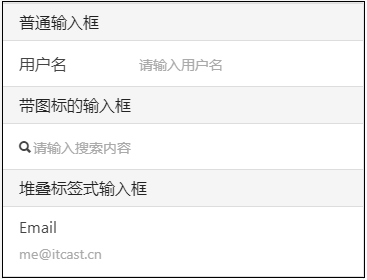 普通输入框
用户名 请输入用户名
带图标的输入框
请输入搜索内容
堆叠标签式输入框
Email
me@itcast.cn